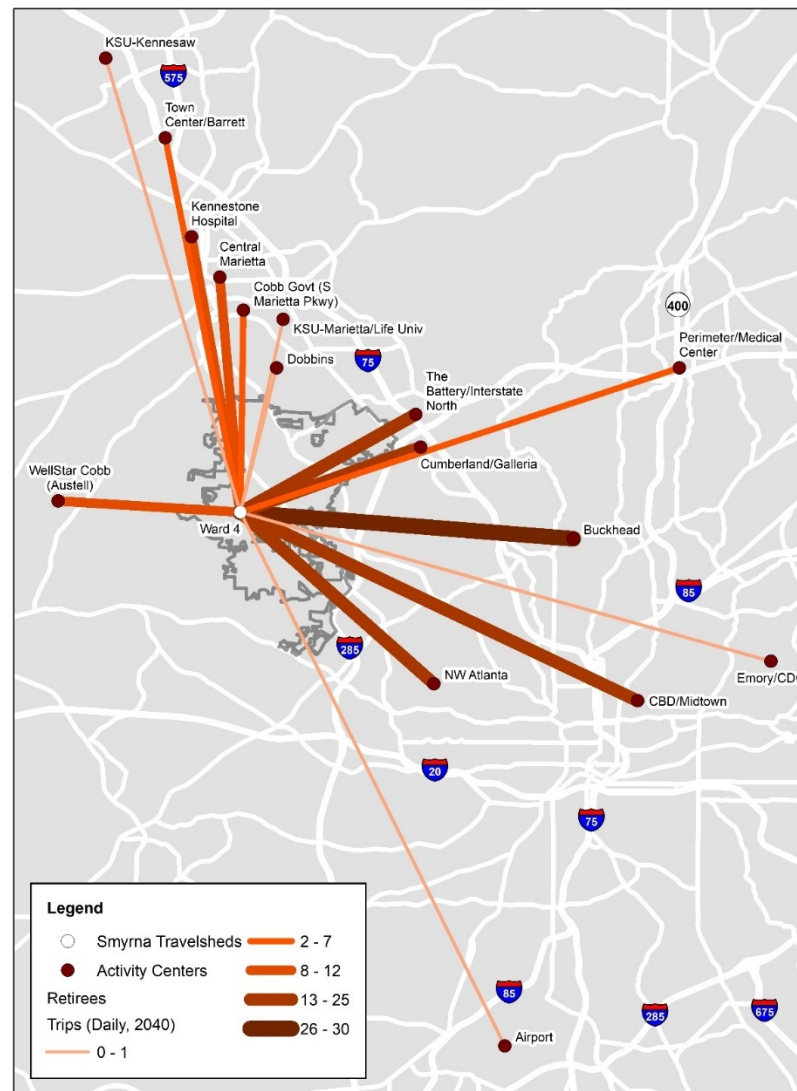 KSU-Kennesaw
575
Town
Center/Barrett
Kennestone
Hospital
Central
Marietta
Cobb Govt (S
Marietta Pkwy)
KSU-Marietta/Life Univ
400
Dobbins
75
Perimeter/Medical
Center
The
Battery/Interstate
North
Cumberland/Galleria
WellStar Cobb
(Austell)
Ward 4
Buckhead
85
285
Emory/CD
NW Atlanta
CBD/Midtown
20
75
Legend
Smyrna Travelsheds
Activity Centers
Retirees
Trips (Daily, 2040)
0 - 1
2 - 7
8 - 12
13 - 25
26 - 30
85
285
675
Airport